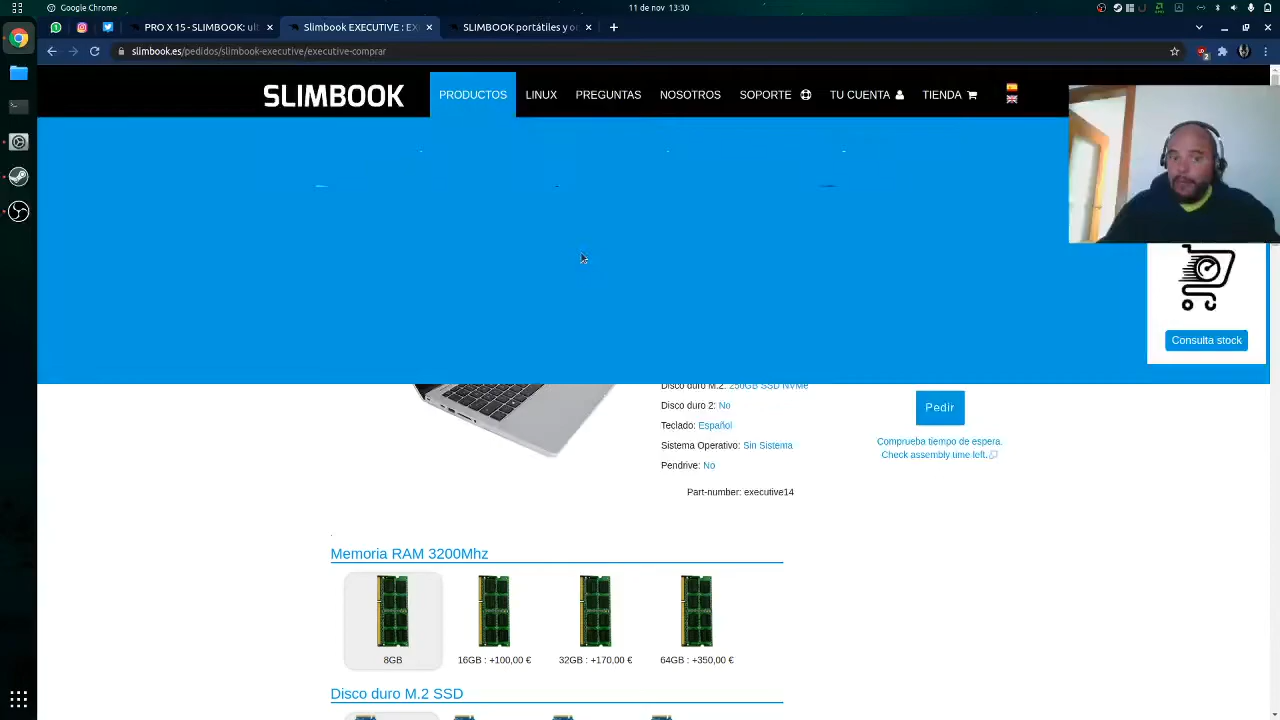 Google Chrome
11 de nov 13:30
PRO X 15 - SLIMBOOK: ult
Slimbook EXECUTIVE : EX
SLIMBOOK portátiles y o
slimbook.es/pedidos/slimbook-executive/executive-comprar
SLIMBOOK
PRODUCTOS
LINUX
PREGUNTAS
NOSOTROS
SOPORTE
TU CUENTA
TIENDA
Consulta stock
Disco duro M.2: 250GB SSD NVMe
Disco duro 2: No
Pedir
Teclado: Español
Comprueba tiempo de espera.
Sistema Operativo: Sin Sistema
Check assembly time left.
Pendrive: No
Part-number: executive14
Memoria RAM 3200Mhz
8GB
16GB : +100,00 €
32GB : +170,00 €
64GB : +350,00 €
Disco duro M.2 SSD